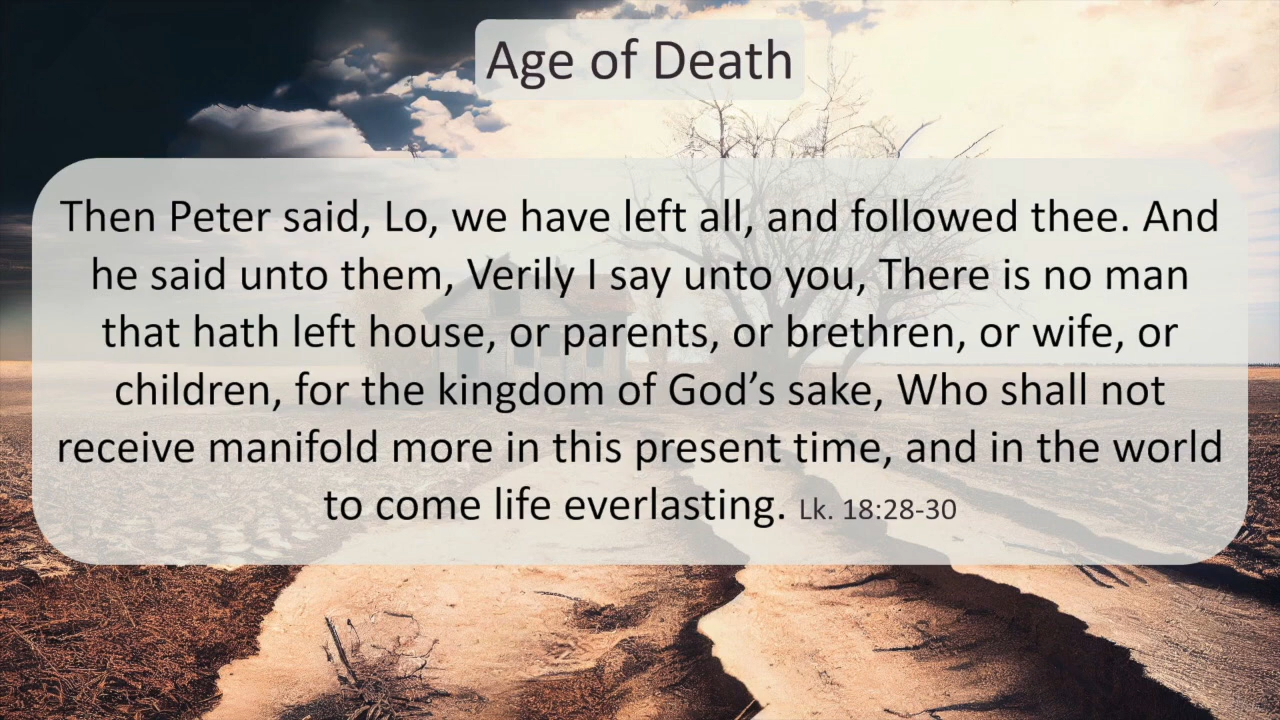 Age of Death
Then Peter said, Lo, we have left all, and followed thee. And
he said unto them, Verily I say unto you, There is no man
that hath left house, or parents, or brethren, or wife, or
children, for the kingdom of God’s sake, Who shall not
receive manifold more in this present time, and in the world
to come life everlasting. Lk. 18:28-30